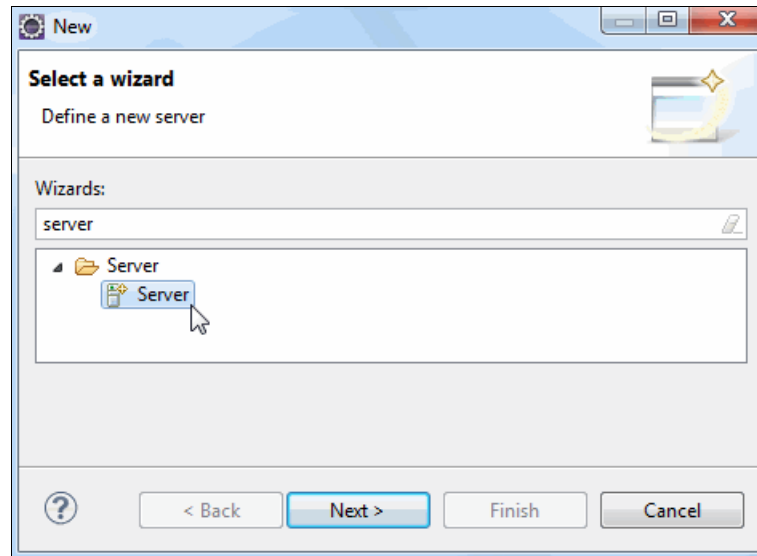 New
Select a wizard
Define a new server
Wizards:
server
Server
Server
? < Back Next > Finish Cancel